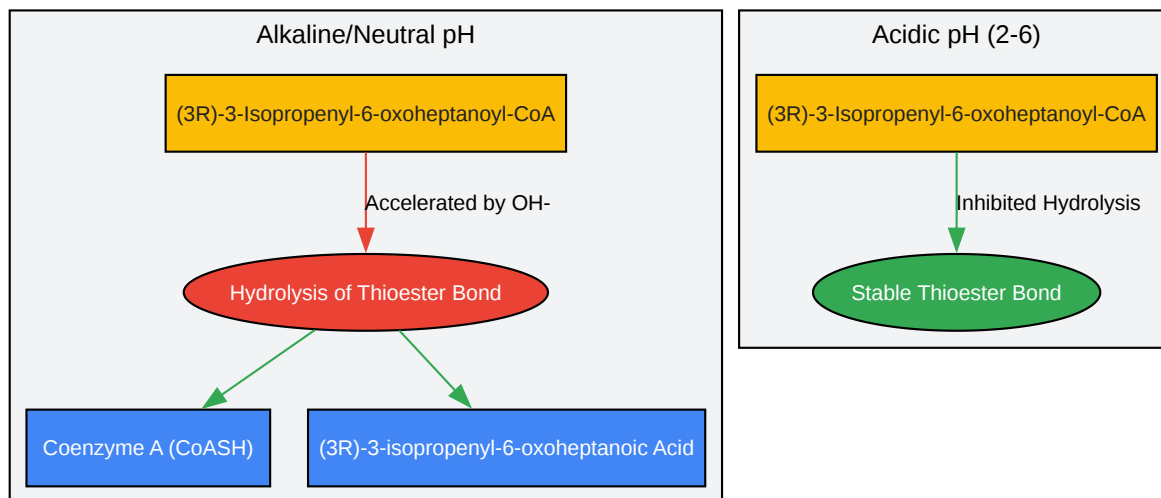 Alkaline/Neutral pH
(3R)-3-Isopropenyl-6-oxoheptanoyl-CoA
Accelerated by OH-
Hydrolysis of Thioester Bond
Coenzyme A (CoASH)
(3R)-3-isopropenyl-6-oxoheptanoic Acid
Acidic pH (2-6)
(3R)-3-Isopropenyl-6-oxoheptanoyl-CoA
Inhibited Hydrolysis
Stable Thioester Bond